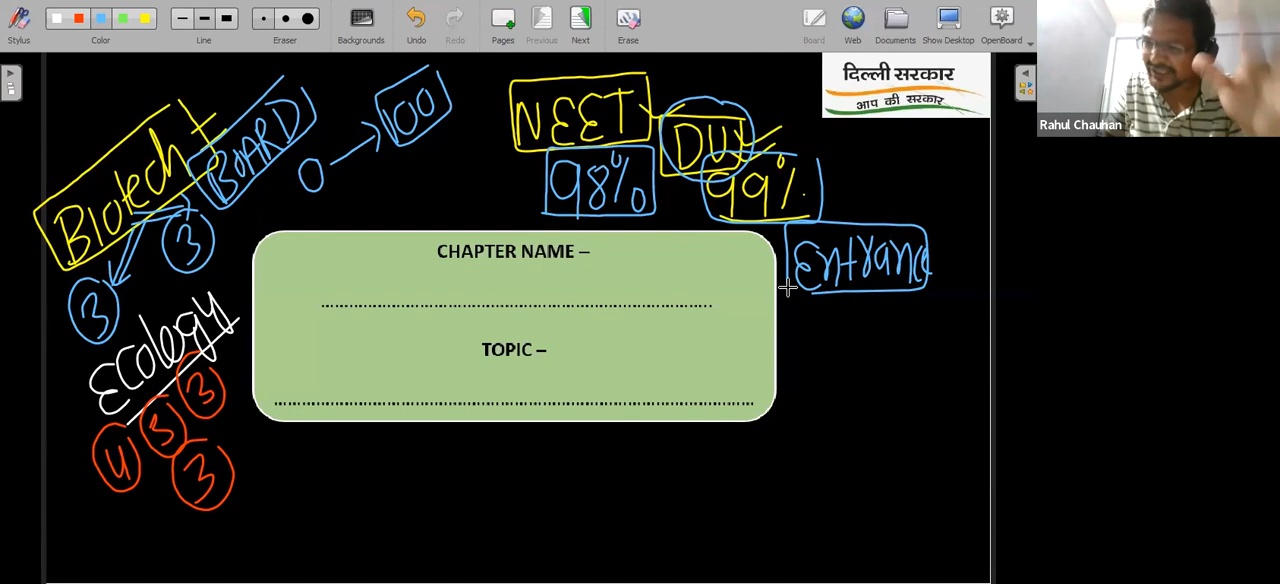 Stylus
Color
Line
Eraser
Backgrounds
Undo
Redo
Pages
Previous
Next
Erase
Board
Web
Documents
Show Desktop
OpenBoard
Rahul Chauhan
दिल्ली सरकार
आप की सरकार
Biotech
BOARD
0 → 100
NEET
DU
98%
99%
Entrance
3
3
Ecology
3
3
4
3
CHAPTER NAME –
TOPIC –